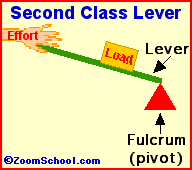 Second Class Lever
Effort
Load
Lever
Fulcrum
(pivot)
©ZoomSchool.com